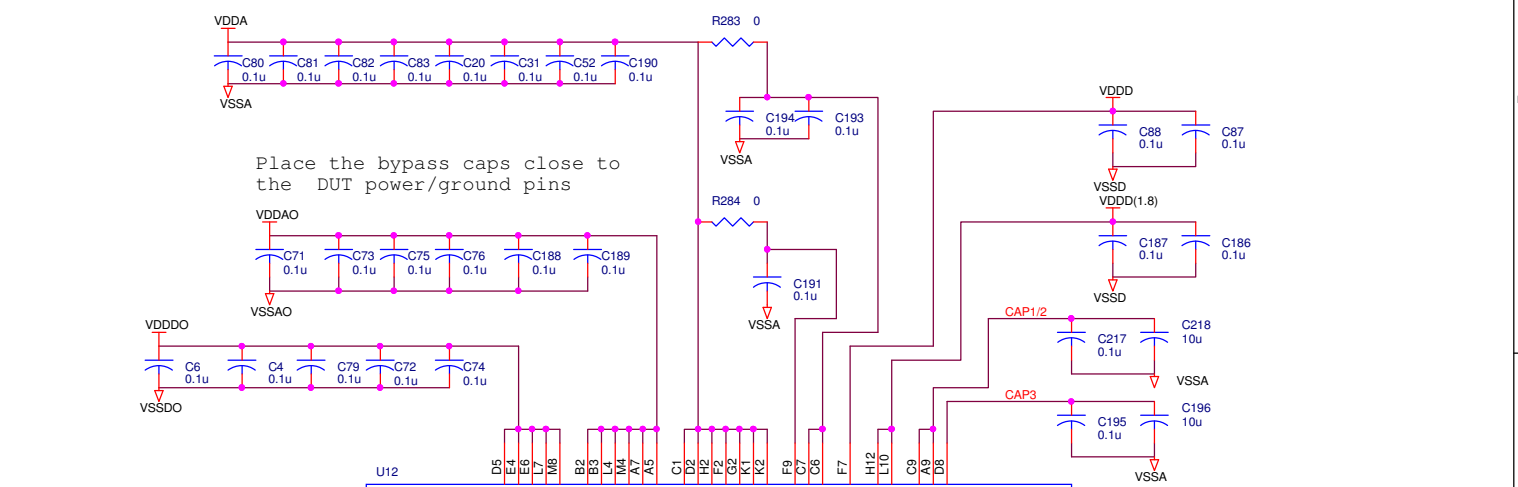 VDDA
R283 0
C80 C81 C82 C83 C20 C31 C52 C190
0.1u 0.1u 0.1u 0.1u 0.1u 0.1u 0.1u 0.1u
VSSA
C194 C193
0.1u 0.1u
VSSA
VDDD
C88 C87
0.1u 0.1u
VSSD
Place the bypass caps close to
the DUT power/ground pins
R284 0
VDDD(1.8)
C187 C186
0.1u 0.1u
VSSD
VDDAO
C71 C73 C75 C76 C188 C189
0.1u 0.1u 0.1u 0.1u 0.1u 0.1u
VSSAO
C191
0.1u
VSSA
CAP1/2
C217 C218
0.1u 10u
VSSA
VDDDO
C6 C4 C79 C72 C74
0.1u 0.1u 0.1u 0.1u 0.1u
VSSDO
CAP3
C195 C196
0.1u 10u
VSSA
D5 E4 E6 L7 M8 B2 B3 L4 M4 A7 A5 C1 D2 H2 F2 G2 K1 K2 F9 C7 C6 F7 H12 L10 C9 A9 D8
U12